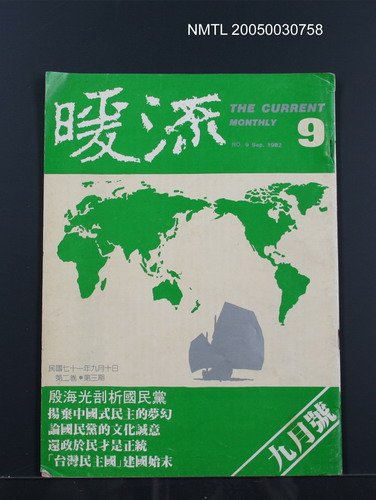 NMTL 20050030758
暖流
THE CURRENT
MONTHLY
9
NO. 9 Sep. 1982
民國七十一年九月十日
第二卷•第三期
殷海光剖析國民黨
揚棄中國式民主的夢幻
論國民黨的文化誠意
還政於民才是正統
「台灣民主國」建國始末
九月號